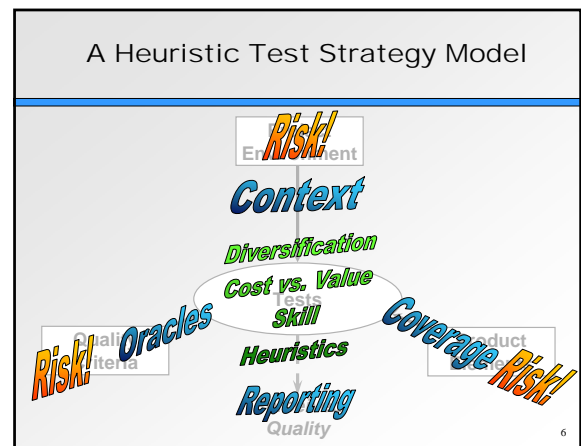 A Heuristic Test Strategy Model
Risk!
Context
Diversification
Cost vs. Value
Tests
Skill
Oracles
Coverage
Risk!
Risk!
Heuristics
Reporting
Quality
6